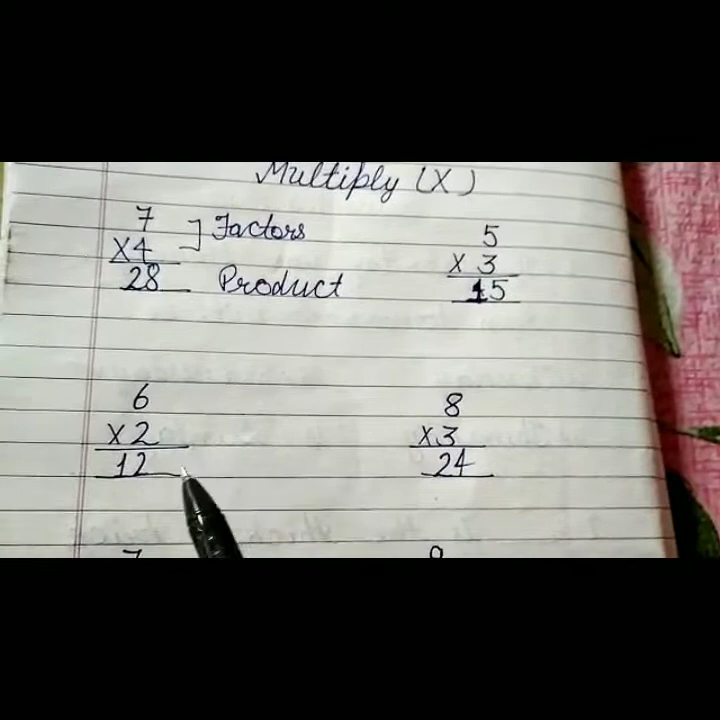 Multiply (X)
7
X4
28
] Factors
Product
5
X 3
15
6
X2
12
8
X3
24